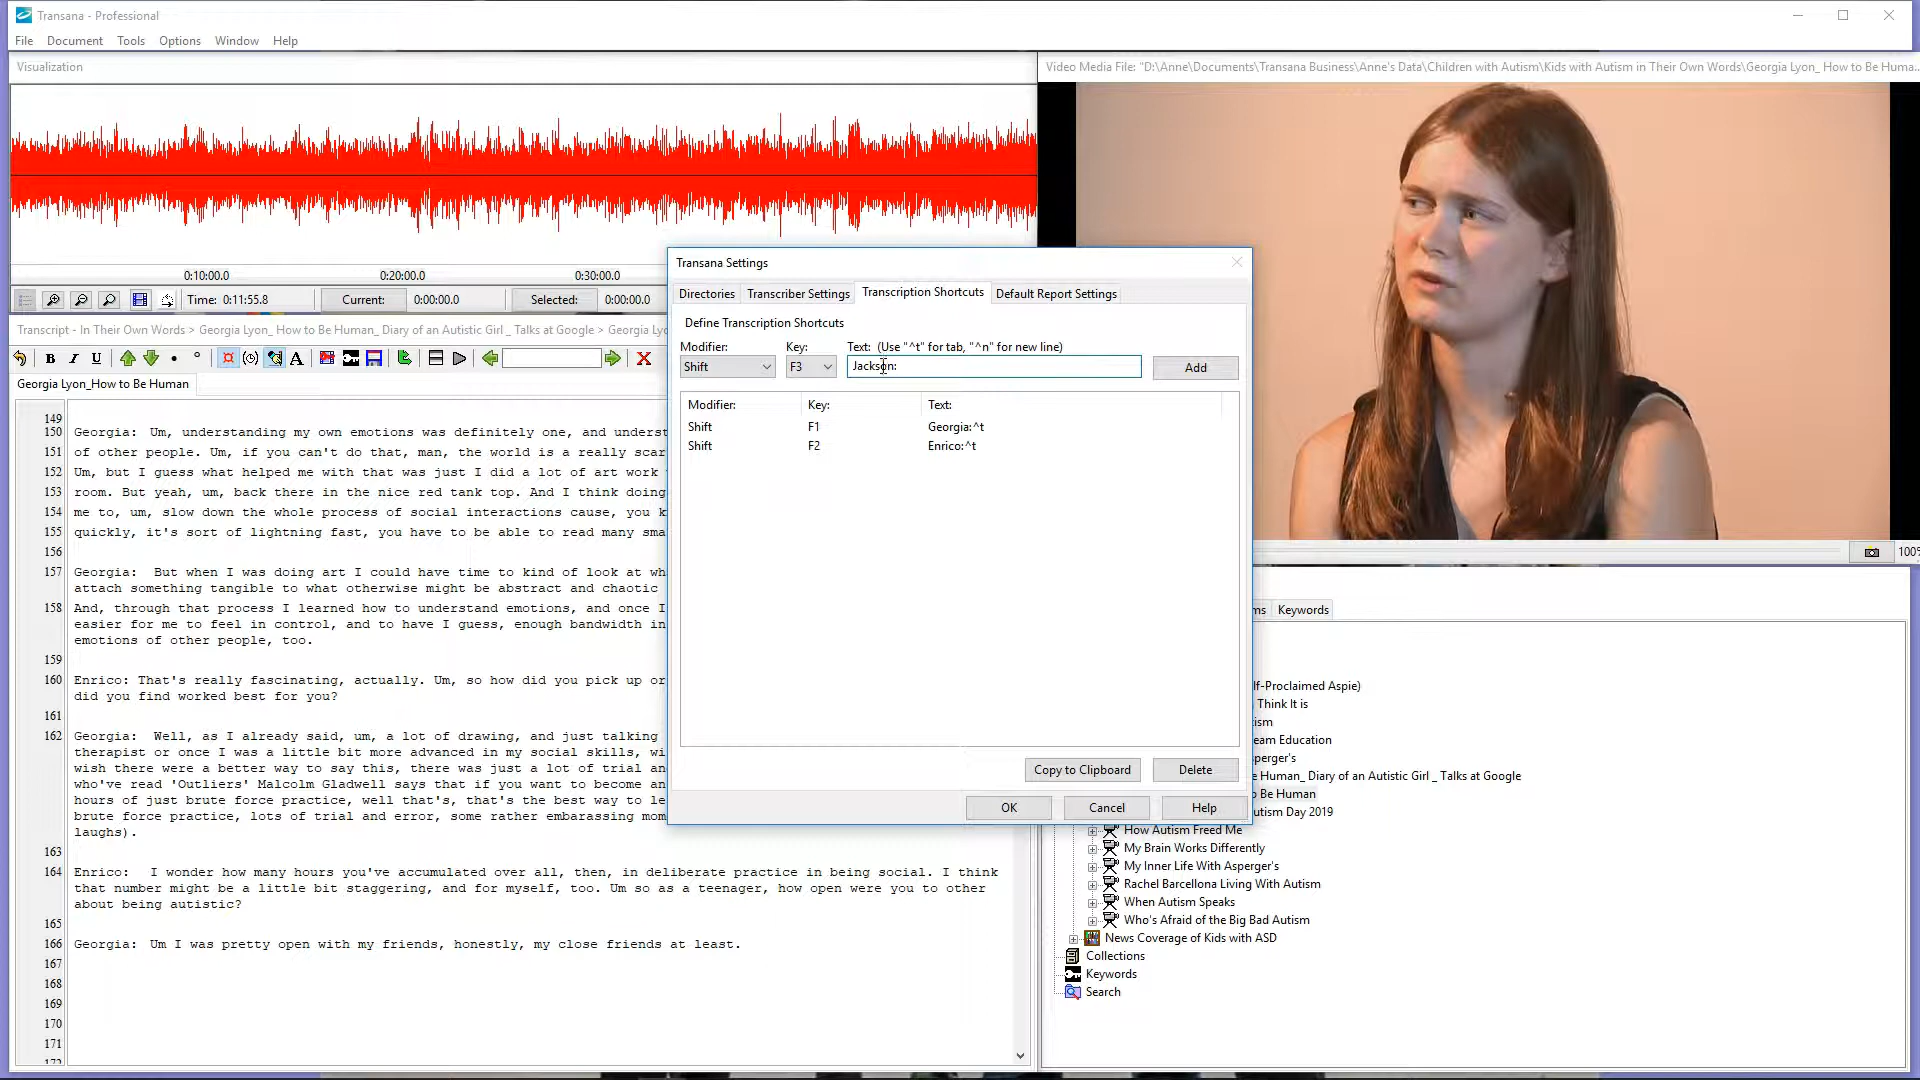 Transana - Professional
File Document Tools Options Window Help
Visualization
Video Media File: "D:\Anne\Documents\Transana Business\Anne's Data\Children with Autism\Kids with Autism in Their Own Words\Georgia Lyon_ How to Be Huma...
0:10:00.0 0:20:00.0 0:30:00.0
Time: 0:11:55.8 Current: 0:00:00.0 Selected: 0:00:00.0
Transcript - In Their Own Words > Georgia Lyon_ How to Be Human_ Diary of an Autistic Girl _ Talks at Google > Georgia Lyo
B I U A X
Georgia Lyon_How to Be Human
149
150 Georgia: Um, understanding my own emotions was definitely one, and underst
151 of other people. Um, if you can't do that, man, the world is a really scar
152 Um, but I guess what helped me with that was just I did a lot of art work
153 room. But yeah, um, back there in the nice red tank top. And I think doing
154 me to, um, slow down the whole process of social interactions cause, you k
155 quickly, it's sort of lightning fast, you have to be able to read many sma
156
157 Georgia: But when I was doing art I could have time to kind of look at wh
attach something tangible to what otherwise might be abstract and chaotic
158 And, through that process I learned how to understand emotions, and once I
easier for me to feel in control, and to have I guess, enough bandwidth in
emotions of other people, too.
159
160 Enrico: That's really fascinating, actually. Um, so how did you pick up or
did you find worked best for you?
161
162 Georgia: Well, as I already said, um, a lot of drawing, and just talking
therapist or once I was a little bit more advanced in my social skills, wi
wish there were a better way to say this, there was just a lot of trial an
who've read 'Outliers' Malcolm Gladwell says that if you want to become an
hours of just brute force practice, well that's, that's the best way to le
brute force practice, lots of trial and error, some rather embarassing mom
laughs).
163
164 Enrico: I wonder how many hours you've accumulated over all, then, in deliberate practice in being social. I think
that number might be a little bit staggering, and for myself, too. Um so as a teenager, how open were you to other
about being autistic?
165
166 Georgia: Um I was pretty open with my friends, honestly, my close friends at least.
167
168
169
170
171
Transana Settings
Directories Transcriber Settings Transcription Shortcuts Default Report Settings
Define Transcription Shortcuts
Modifier: Key: Text: (Use "^t" for tab, "^n" for new line)
Shift F3 Jackson: Add
Modifier: Key: Text:
Shift F1 Georgia:^t
Shift F2 Enrico:^t
Copy to Clipboard Delete
OK Cancel Help
100%
ms Keywords
lf-Proclaimed Aspie)
Think It is
tism
eam Education
perger's
e Human_ Diary of an Autistic Girl _ Talks at Google
o Be Human
utism Day 2019
How Autism Freed Me
My Brain Works Differently
My Inner Life With Asperger's
Rachel Barcellona Living With Autism
When Autism Speaks
Who's Afraid of the Big Bad Autism
News Coverage of Kids with ASD
Collections
Keywords
Search